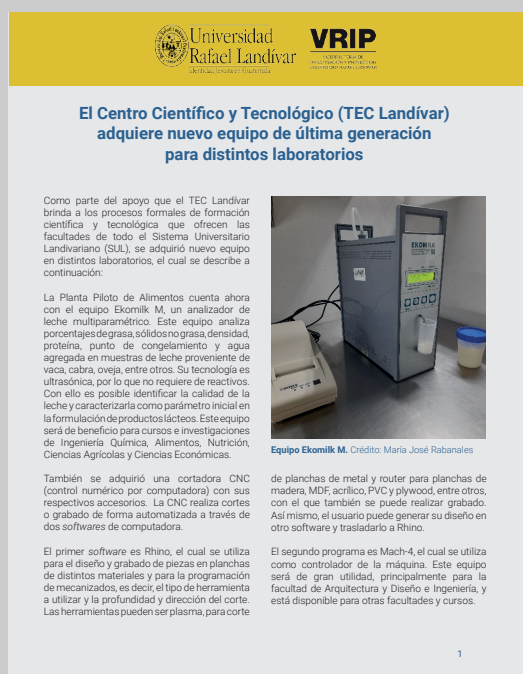 Universidad
Rafael Landívar
Identidad Jesuita en Guatemala
VRIP
VICERRECTORÍA DE
El Centro Científico y Tecnológico (TEC Landívar)
adquiere nuevo equipo de última generación
para distintos laboratorios
Como parte del apoyo que el TEC Landívar
brinda a los procesos formales de formación
científica y tecnológica que ofrecen las
facultades de todo el Sistema Universitario
Landivariano (SUL), se adquirió nuevo equipo
en distintos laboratorios, el cual se describe a
continuación:
La Planta Piloto de Alimentos cuenta ahora
con el equipo Ekomilk M, un analizador de
leche multiparamétrico. Este equipo analiza
porcentajes de grasa, sólidos no grasa, densidad,
proteína, punto de congelamiento y agua
agregada en muestras de leche proveniente de
vaca, cabra, oveja, entre otros. Su tecnología es
ultrasónica, por lo que no requiere de reactivos.
Con ello es posible identificar la calidad de la
leche y caracterizarla como parámetro inicial en
la formulación de productos lácteos. Este equipo
será de beneficio para cursos e investigaciones
de Ingeniería Química, Alimentos, Nutrición,
Ciencias Agrícolas y Ciencias Económicas.
También se adquirió una cortadora CNC
(control numérico por computadora) con sus
respectivos accesorios. La CNC realiza cortes
o grabado de forma automatizada a través de
dos softwares de computadora.
El primer software es Rhino, el cual se utiliza
para el diseño y grabado de piezas en planchas
de distintos materiales y para la programación
de mecanizados, es decir, el tipo de herramienta
a utilizar y la profundidad y dirección del corte.
Las herramientas pueden ser plasma, para corte
EKOMILK
Equipo Ekomilk M. Crédito: María José Rabanales
de planchas de metal y router para planchas de
madera, MDF, acrílico, PVC y plywood, entre otros,
con el que también se puede realizar grabado.
Así mismo, el usuario puede generar su diseño en
otro software y trasladarlo a Rhino.
El segundo programa es Mach-4, el cual se utiliza
como controlador de la máquina. Este equipo
será de gran utilidad, principalmente para la
facultad de Arquitectura y Diseño e Ingeniería, y
está disponible para otras facultades y cursos.
1